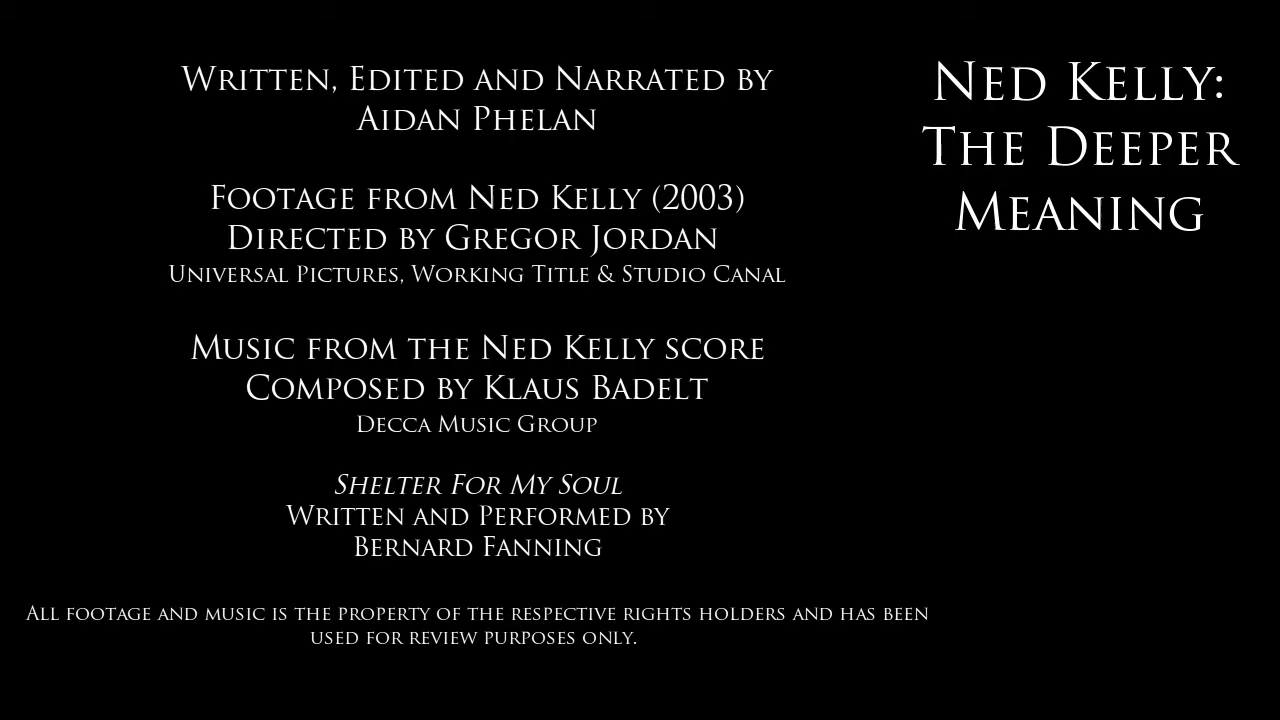 Written, Edited and Narrated by
Aidan Phelan
Footage from Ned Kelly (2003)
Directed by Gregor Jordan
Universal Pictures, Working Title & Studio Canal
Music from the Ned Kelly score
Composed by Klaus Badelt
Decca Music Group
Shelter For My Soul
Written and Performed by
Bernard Fanning
All footage and music is the property of the respective rights holders and has been
used for review purposes only.
Ned Kelly:
The Deeper
Meaning